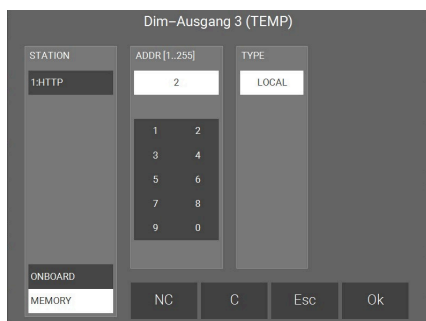 Dim-Ausgang 3 (TEMP)
STATION
1:HTTP
ONBOARD
MEMORY
ADDR [1..255]
2
1 2
3 4
5 6
7 8
9 0
TYPE
LOCAL
NC C Esc Ok